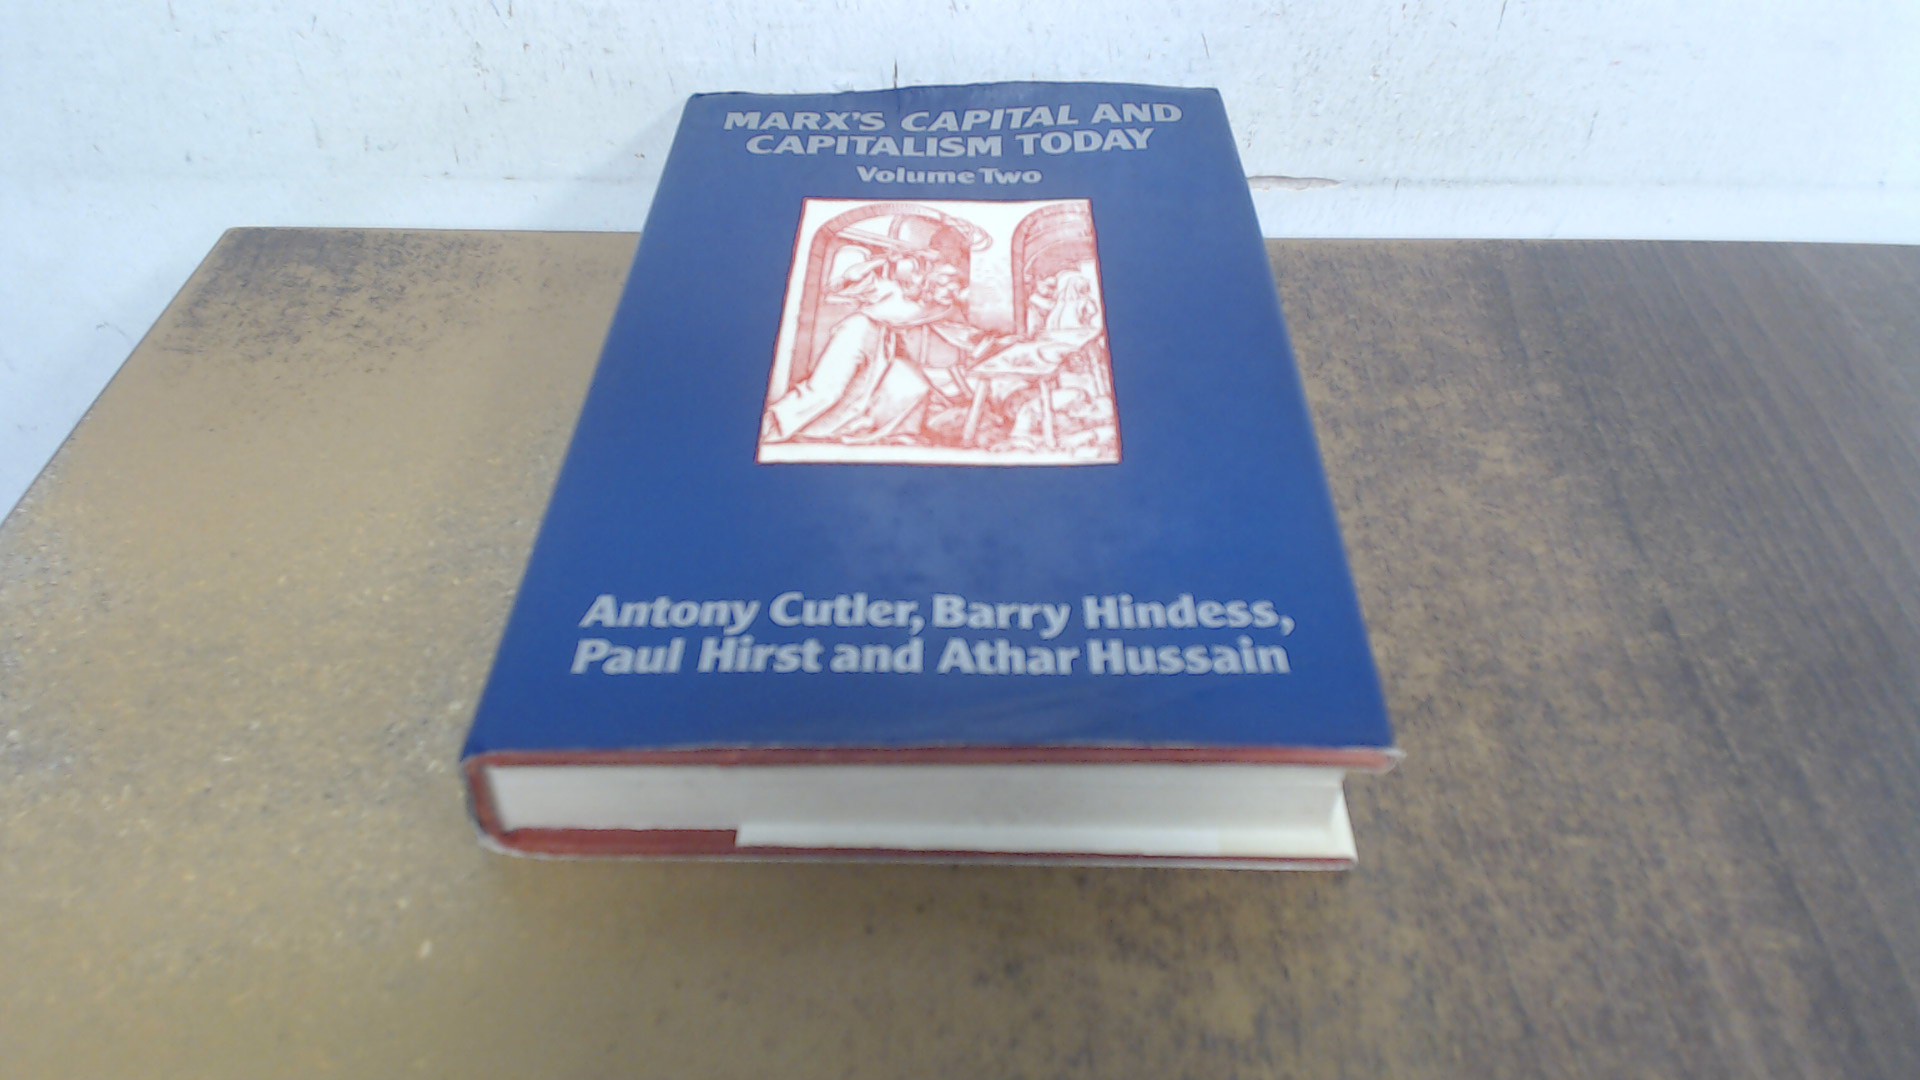 MARX'S CAPITAL AND
CAPITALISM TODAY
Volume Two
Antony Cutler, Barry Hindess,
Paul Hirst and Athar Hussain